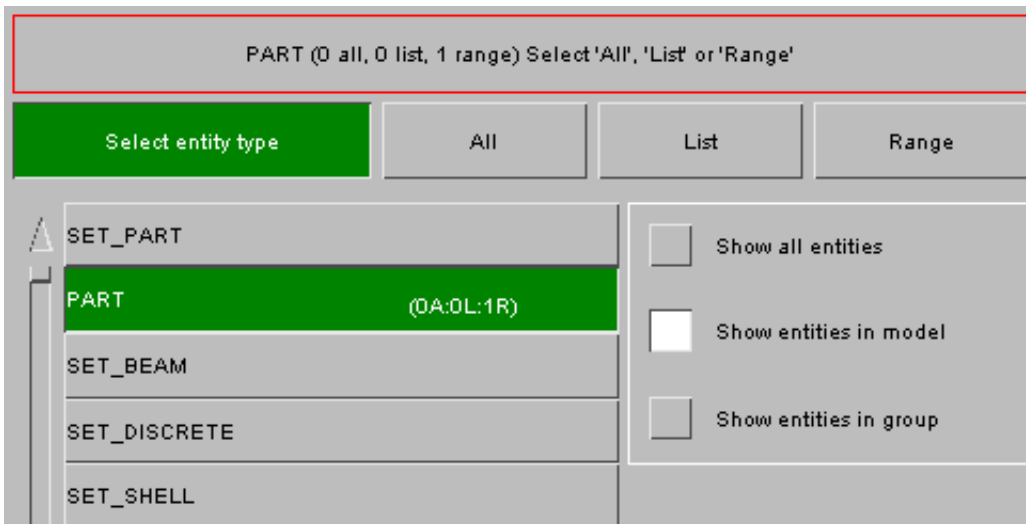 PART (0 all, 0 list, 1 range) Select 'All', 'List' or 'Range'
Select entity type
All
List
Range
SET_PART
PART (0A:0L:1R)
SET_BEAM
SET_DISCRETE
SET_SHELL
Show all entities
Show entities in model
Show entities in group